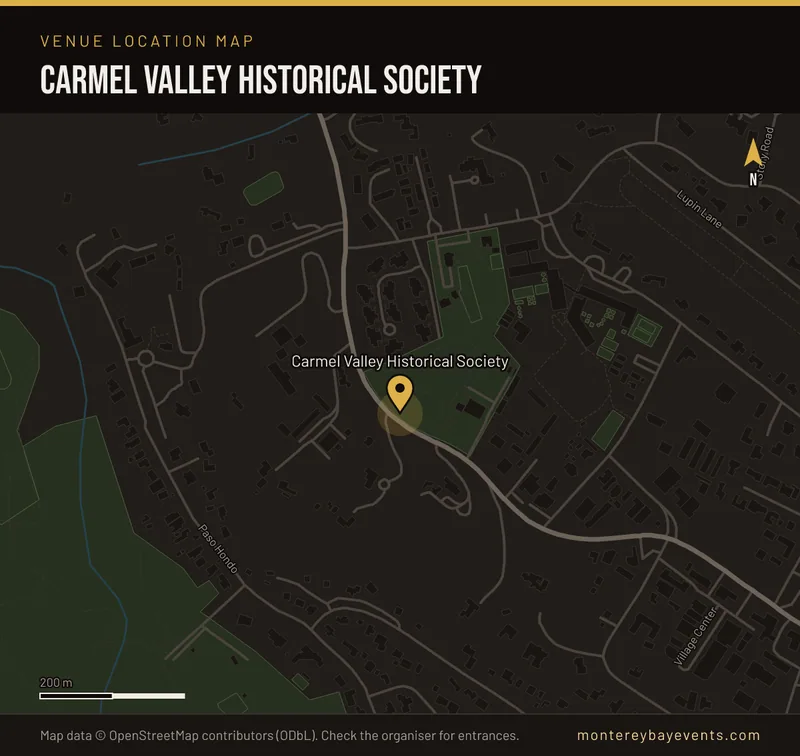 VENUE LOCATION MAP
CARMEL VALLEY HISTORICAL SOCIETY
N
Road
Lupin Lane
Carmel Valley Historical Society
Paso Hondo
Village Center
200 m
Map data © OpenStreetMap contributors (ODbL). Check the organiser for entrances.
montereybayevents.com